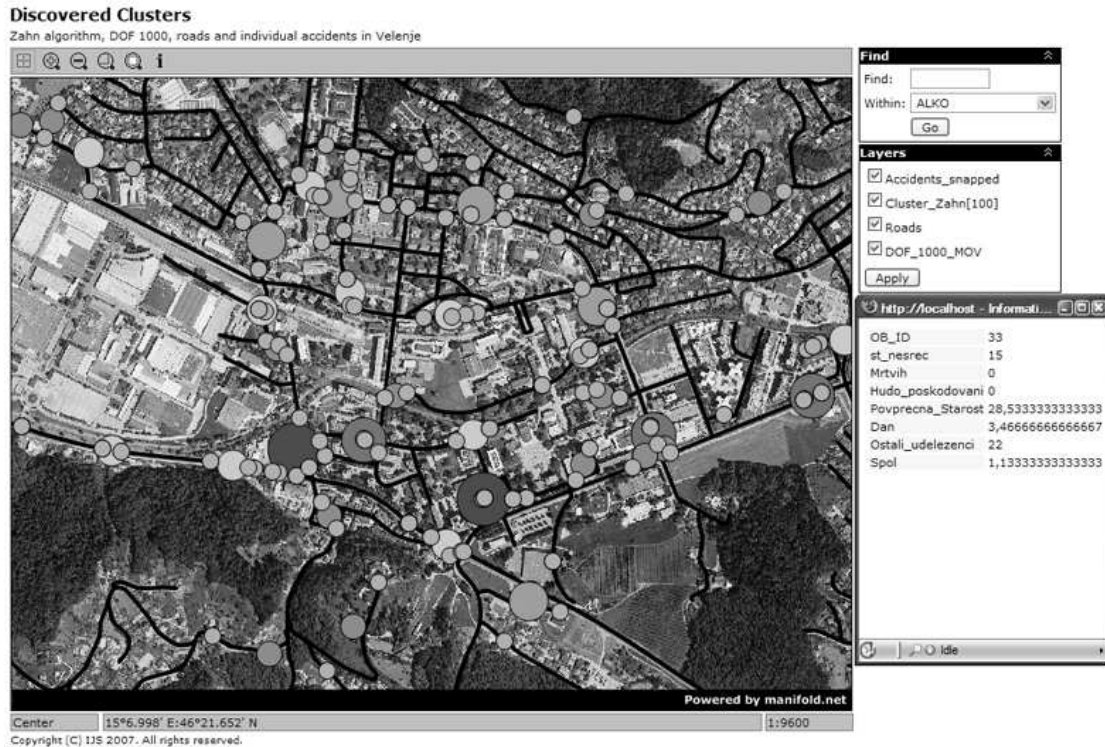 Discovered Clusters
Zahn algorithm, DOF 1000, roads and individual accidents in Velenje
i
Find
Find:
Within: ALKO
Go
Layers
Accidents_snapped
Cluster_Zahn[100]
Roads
DOF_1000_MOV
Apply
http://localhost - Informati...
OB_ID 33
st_nesrec 15
Mrtvih 0
Hudo_poskodovani 0
Povprecna_Starost 28,5333333333333
Dan 3,46666666666667
Ostali_udelezenci 22
Spol 1,13333333333333
Idle
Powered by manifold.net
Center 15°6.998' E:46°21.652' N 1:9600
Copyright (C) IJS 2007. All rights reserved.